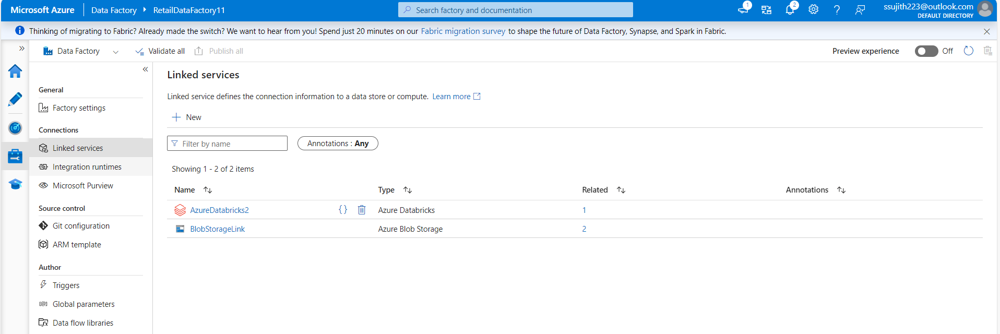 Microsoft Azure Data Factory RetailDataFactory11 Search factory and documentation 1 2 ssujith223@outlook.com
DEFAULT DIRECTORY
Thinking of migrating to Fabric? Already made the switch? We want to hear from you! Spend just 20 minutes on our Fabric migration survey to shape the future of Data Factory, Synapse, and Spark in Fabric.
Data Factory Validate all Publish all Preview experience Off
General
Factory settings
Connections
Linked services
Integration runtimes
Microsoft Purview
Source control
Git configuration
ARM template
Author
Triggers
Global parameters
Data flow libraries
Linked services
Linked service defines the connection information to a data store or compute. Learn more
New
Filter by name Annotations : Any
Showing 1 - 2 of 2 items
Name Type Related Annotations
AzureDatabricks2 {} Azure Databricks 1
BlobStorageLink Azure Blob Storage 2